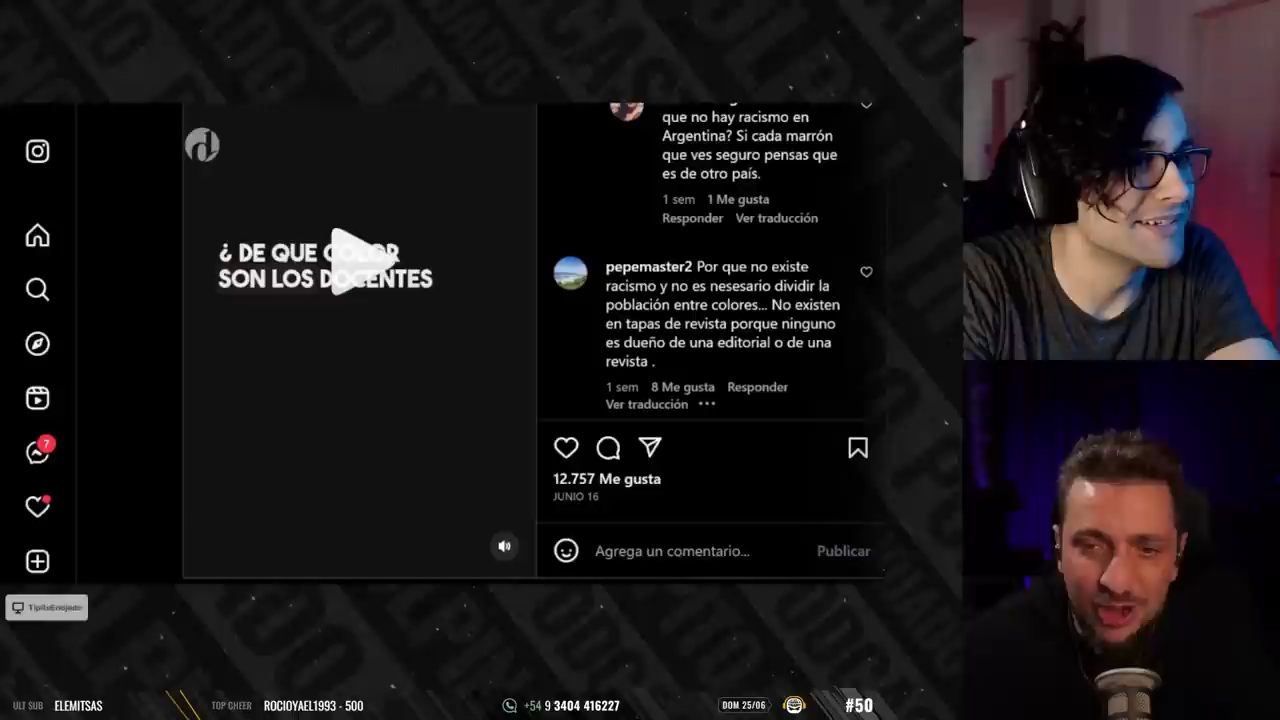 ¿ DE QUE COLOR
SON LOS DOCENTES
que no hay racismo en
Argentina? Si cada marrón
que ves seguro pensas que
es de otro país.
1 sem 1 Me gusta
Responder Ver traducción
pepemaster2 Por que no existe
racismo y no es nesesario dividir la
población entre colores... No existen
en tapas de revista porque ninguno
es dueño de una editorial o de una
revista .
1 sem 8 Me gusta Responder
Ver traducción •••
12.757 Me gusta
JUNIO 16
Agrega un comentario... Publicar
7
ULT SUB ELEMITSAS
TOP CHEER ROCIOYAEL1993 - 500
+54 9 3404 416227
DOM 25/06
#50